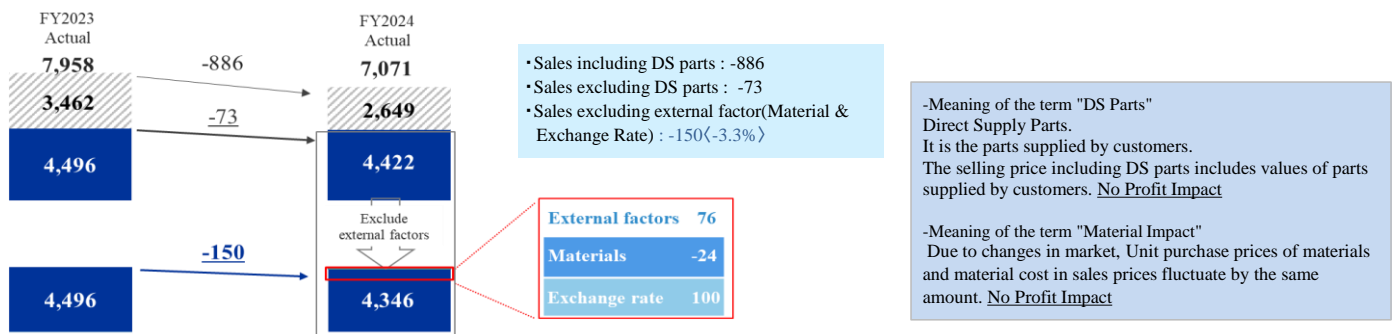 FY2023
Actual
7,958
3,462
4,496
-886
-73
FY2024
Actual
7,071
2,649
4,422
Exclude
external factors
4,496
-150
4,346
・Sales including DS parts : -886
・Sales excluding DS parts : -73
・Sales excluding external factor(Material &
Exchange Rate) : -150〈-3.3%〉
External factors 76
Materials -24
Exchange rate 100
-Meaning of the term "DS Parts"
Direct Supply Parts.
It is the parts supplied by customers.
The selling price including DS parts includes values of parts
supplied by customers. No Profit Impact
-Meaning of the term "Material Impact"
Due to changes in market, Unit purchase prices of materials
and material cost in sales prices fluctuate by the same
amount. No Profit Impact